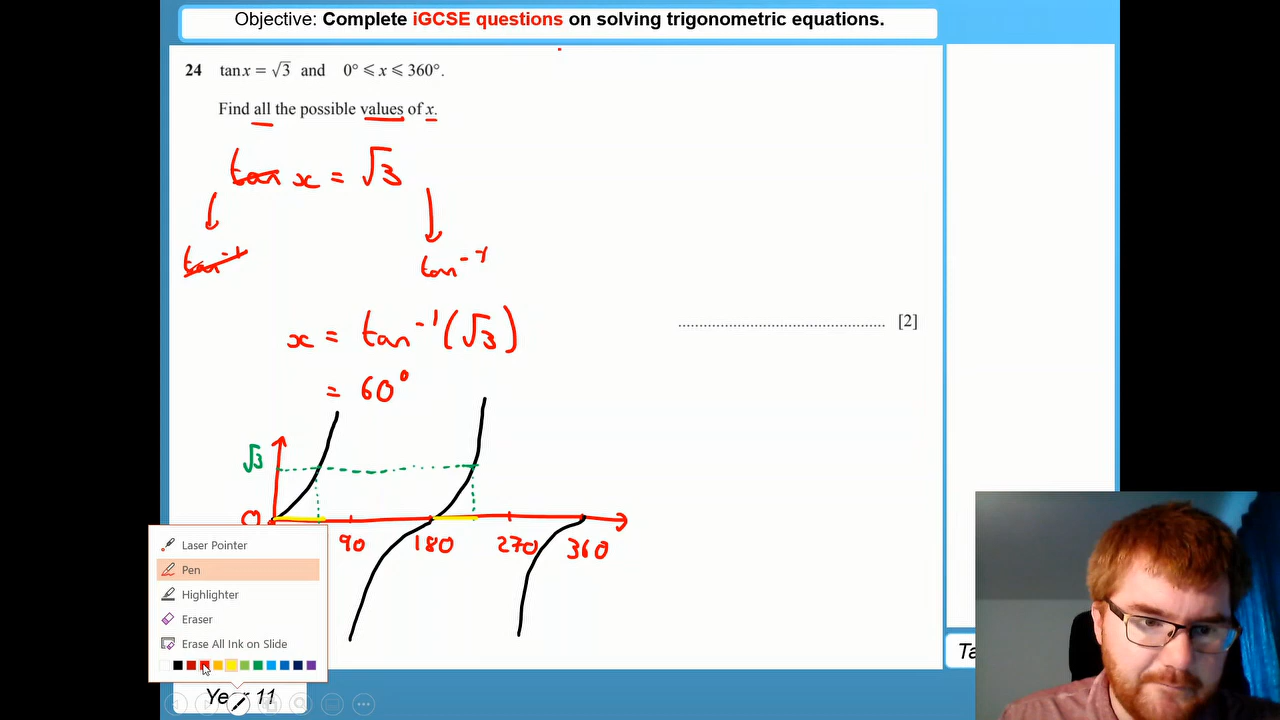 Objective: Complete iGCSE questions on solving trigonometric equations.
24 tan x = √3 and 0° ⩽ x ⩽ 360°.
Find all the possible values of x.
tan x = √3
tan⁻¹ tan⁻¹
x = tan⁻¹(√3)
= 60°
[2]
√3
0 90 180 270 360
Laser Pointer
Pen
Highlighter
Eraser
Erase All Ink on Slide
Year 11